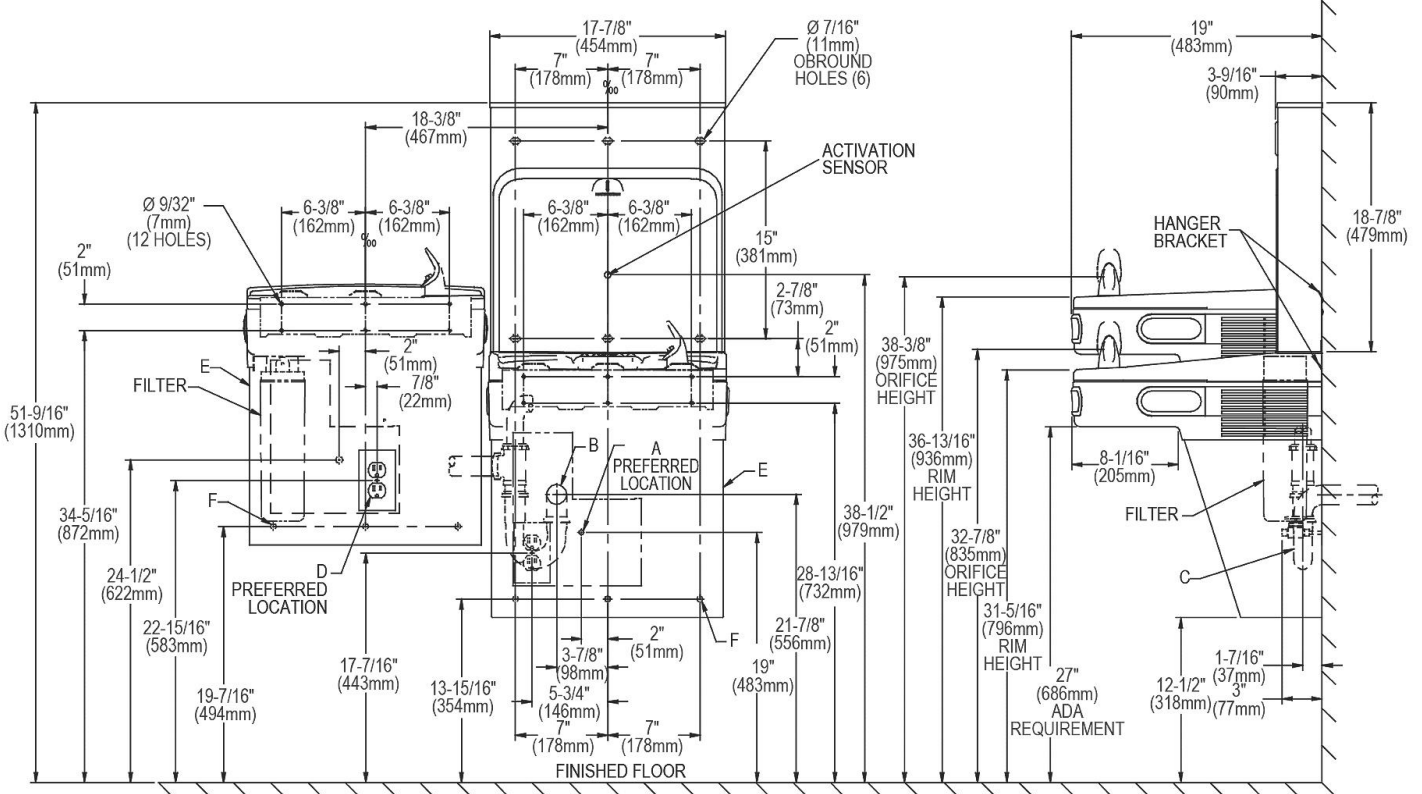 17-7/8"
(454mm)
7"
(178mm)
7"
(178mm)
Ø 7/16"
(11mm)
OBROUND
HOLES (6)
19"
(483mm)
3-9/16"
(90mm)
18-3/8"
(467mm)
ACTIVATION
SENSOR
Ø 9/32"
(7mm)
(12 HOLES)
6-3/8"
(162mm)
6-3/8"
(162mm)
6-3/8"
(162mm)
6-3/8"
(162mm)
2"
(51mm)
15"
(381mm)
HANGER
BRACKET
18-7/8"
(479mm)
2-7/8"
(73mm)
2"
(51mm)
2"
(51mm)
7/8"
(22mm)
E
FILTER
38-3/8"
(975mm)
ORIFICE
HEIGHT
51-9/16"
(1310mm)
36-13/16"
(936mm)
RIM
HEIGHT
8-1/16"
(205mm)
B
A
PREFERRED
LOCATION
E
F
FILTER
34-5/16"
(872mm)
38-1/2"
(979mm)
32-7/8"
(835mm)
ORIFICE
HEIGHT
24-1/2"
(622mm)
D
PREFERRED
LOCATION
28-13/16"
(732mm)
C
22-15/16"
(583mm)
31-5/16"
(796mm)
RIM
HEIGHT
21-7/8"
(556mm)
F
2"
(51mm)
3-7/8"
(98mm)
17-7/16"
(443mm)
19"
(483mm)
19-7/16"
(494mm)
13-15/16"
(354mm)
5-3/4"
(146mm)
27"
(686mm)
ADA
REQUIREMENT
12-1/2"
(318mm)
1-7/16"
(37mm)
3"
(77mm)
7"
(178mm)
7"
(178mm)
FINISHED FLOOR